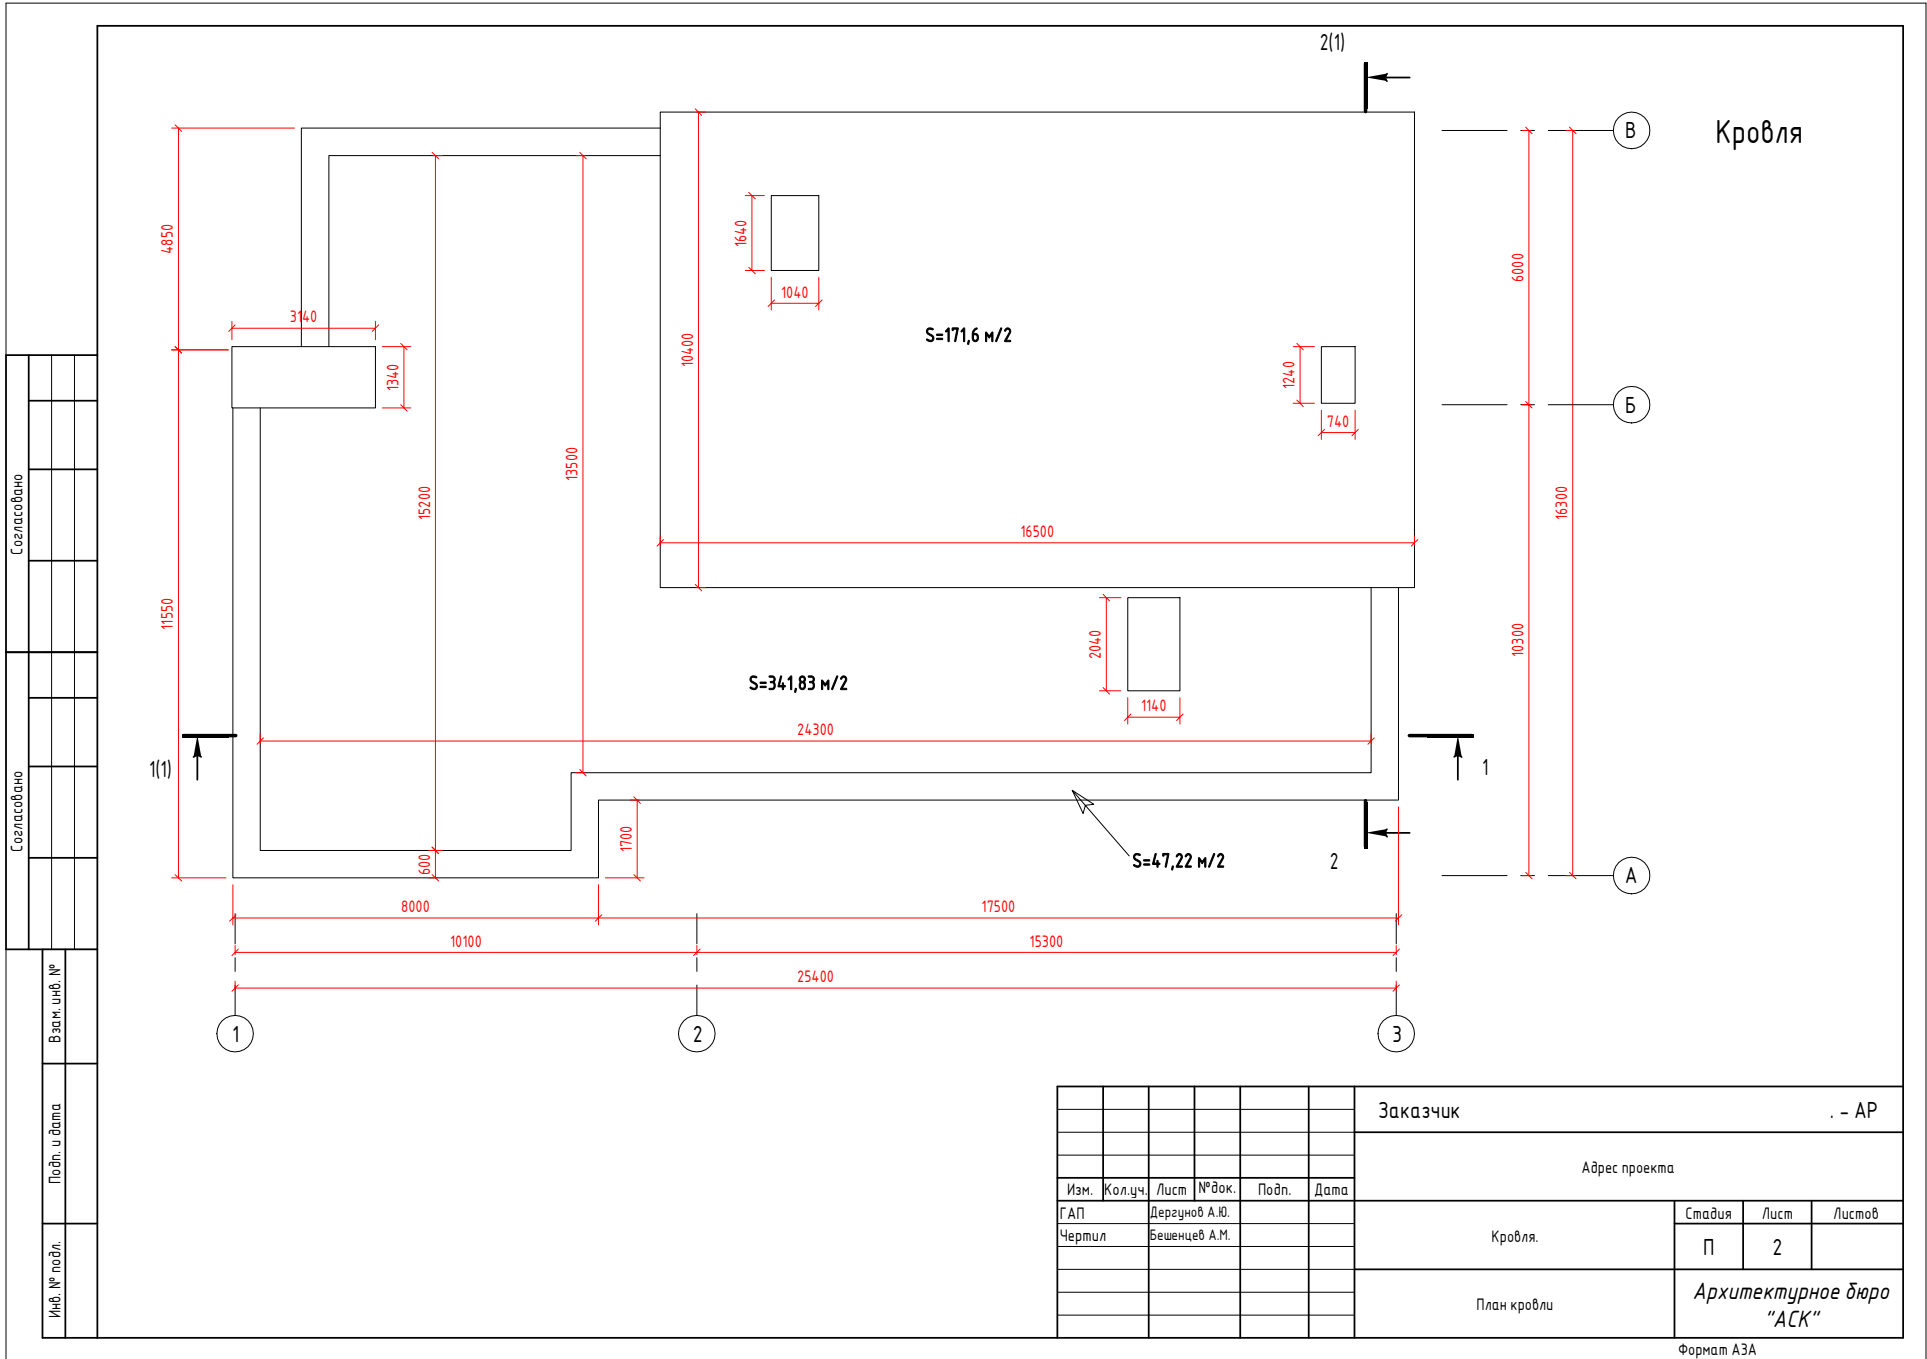 2(1)
В
Кровля
4850
1640
1040
3140
1340
S=171,6 м/2
10400
6000
1240
740
Б
Согласовано
15200
13500
16300
16500
11550
10300
2040
1140
S=341,83 м/2
24300
1(1)
1
Согласовано
1700
600
S=47,22 м/2
2
А
8000
17500
10100
15300
25400
1
2
3
Взам. инв. №
Подп. и дата
Инв. № подл.
Заказчик
. - АР
Адрес проекта
Изм.
Кол.уч.
Лист
№док.
Подп.
Дата
ГАП
Дергунов А.Ю.
Чертил
Бешенцев А.М.
Кровля.
Стадия
Лист
Листов
П
2
План кровли
Архитектурное бюро
"АСК"
Формат А3А